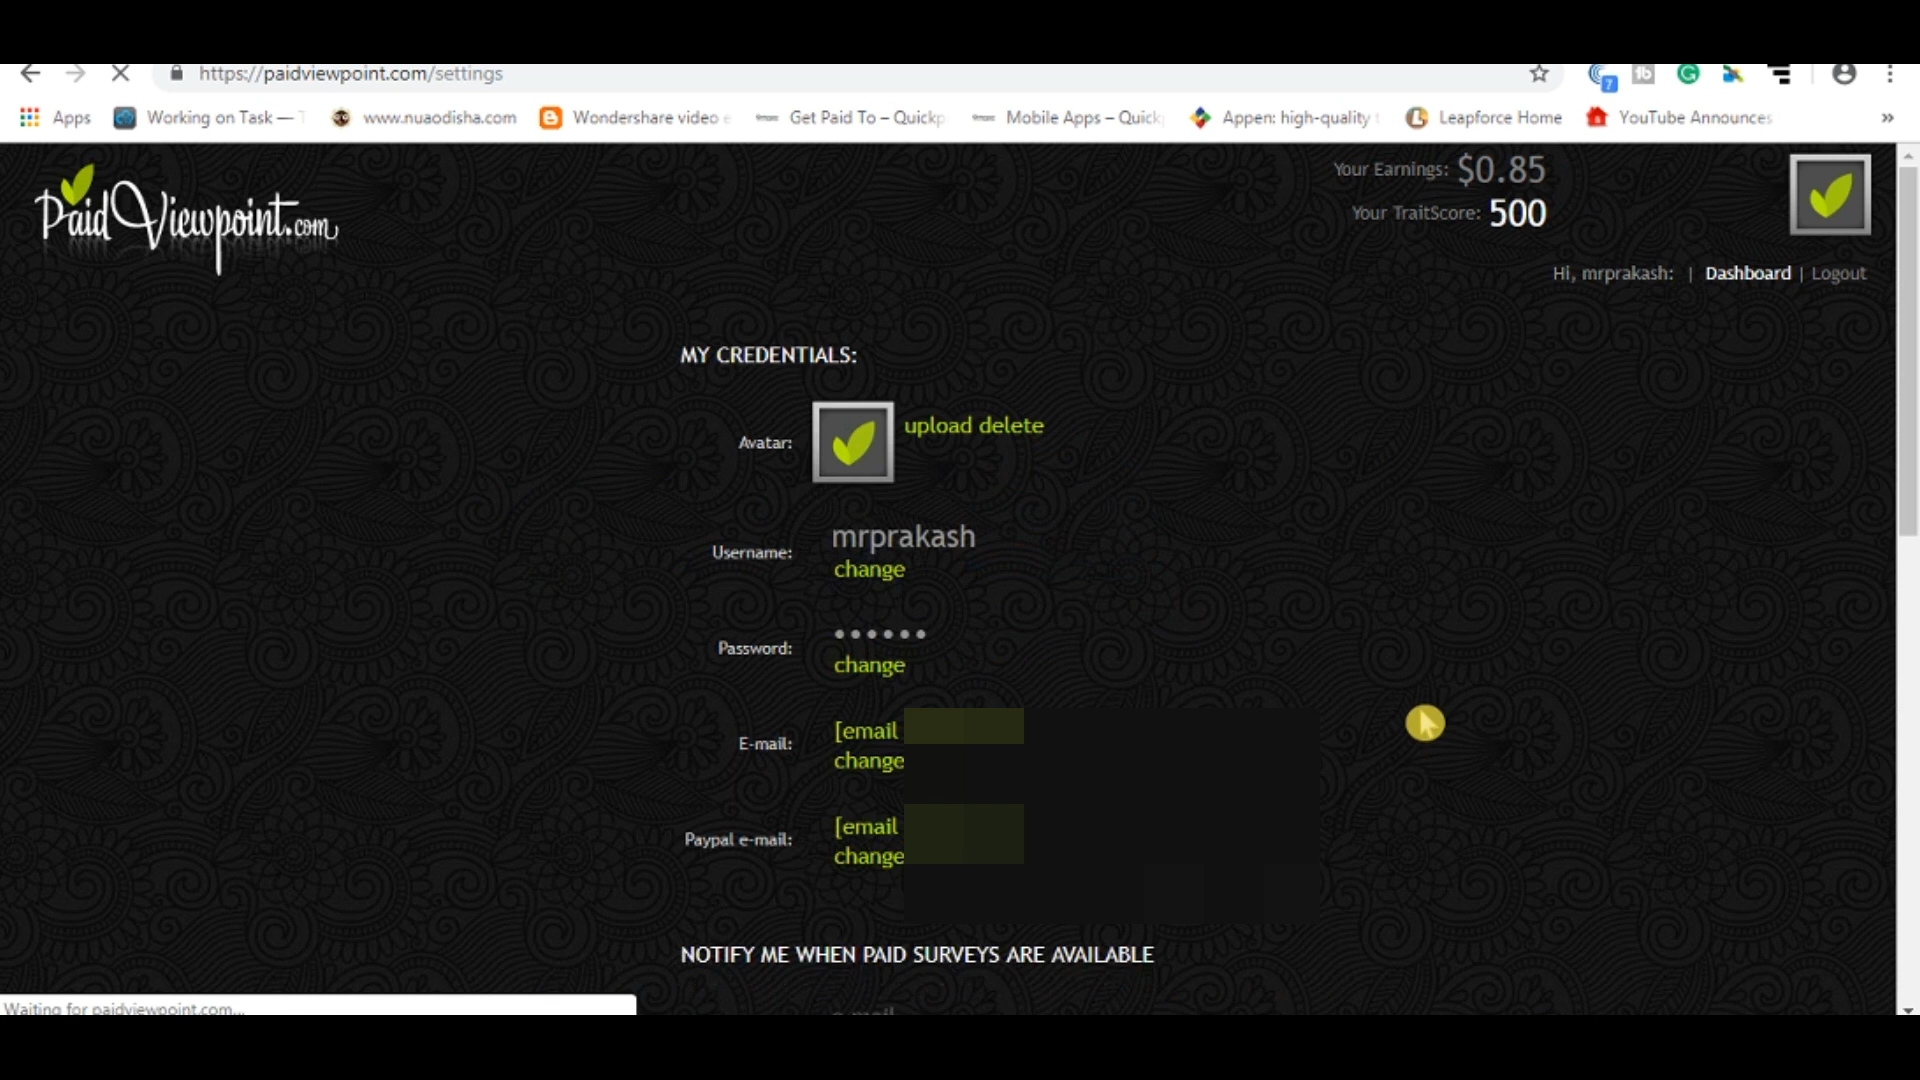 https://paidviewpoint.com/settings
7
Apps Working on Task — www.nuaodisha.com Wondershare video Get Paid To – Quickp Mobile Apps – Quick Appen: high-quality Leapforce Home YouTube Announces »
PaidViewpoint.com
Your Earnings: $0.85
Your TraitScore: 500
Hi, mrprakash: | Dashboard | Logout
MY CREDENTIALS:
Avatar: upload delete
mrprakash
Username:
change
••••••
Password:
change
[email
E-mail:
change
[email
Paypal e-mail:
change
NOTIFY ME WHEN PAID SURVEYS ARE AVAILABLE
Waiting for paidviewpoint.com...